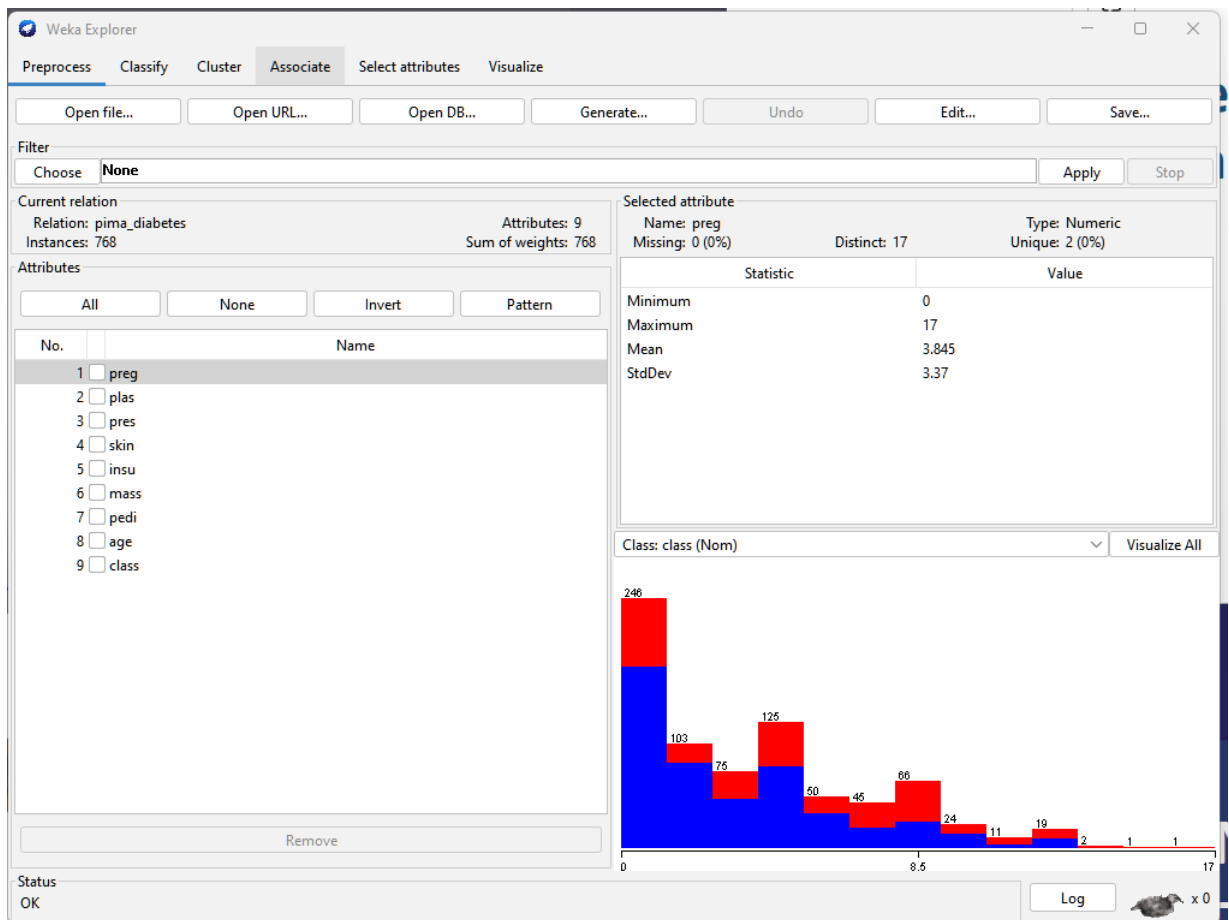 Weka Explorer
Preprocess Classify Cluster Associate Select attributes Visualize
Open file... Open URL... Open DB... Generate... Undo Edit... Save...
Filter
Choose None Apply Stop
Current relation
Relation: pima_diabetes Attributes: 9
Instances: 768 Sum of weights: 768
Attributes
All None Invert Pattern
No. Name
1 preg
2 plas
3 pres
4 skin
5 insu
6 mass
7 pedi
8 age
9 class
Remove
Selected attribute
Name: preg Type: Numeric
Missing: 0 (0%) Distinct: 17 Unique: 2 (0%)
Statistic Value
Minimum 0
Maximum 17
Mean 3.845
StdDev 3.37
Class: class (Nom) Visualize All
246
103
75
125
50
45
66
24
11
19
2
1
1
0 8.5 17
Status
OK
Log x 0